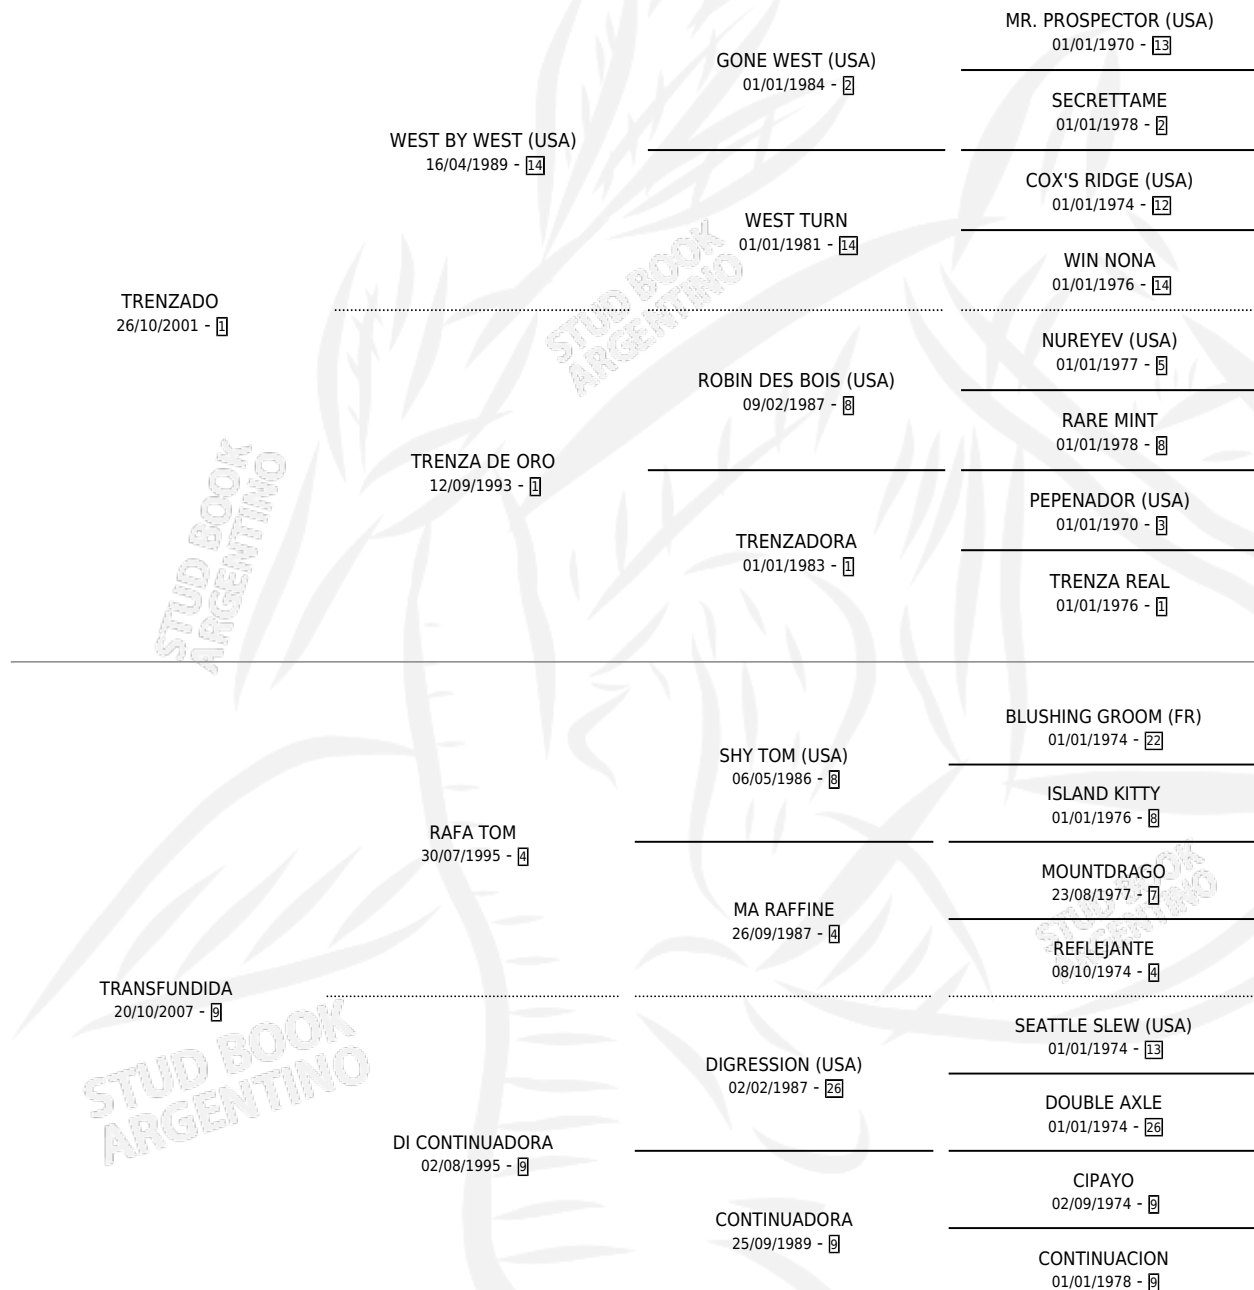 MR. PROSPECTOR (USA)
01/01/1970 - 13
GONE WEST (USA)
01/01/1984 - 2
SECRETTAME
01/01/1978 - 2
WEST BY WEST (USA)
16/04/1989 - 14
COX'S RIDGE (USA)
01/01/1974 - 12
WEST TURN
01/01/1981 - 14
WIN NONA
01/01/1976 - 14
TRENZADO
26/10/2001 - 1
NUREYEV (USA)
01/01/1977 - 5
ROBIN DES BOIS (USA)
09/02/1987 - 8
RARE MINT
01/01/1978 - 8
TRENZA DE ORO
12/09/1993 - 1
PEPENADOR (USA)
01/01/1970 - 3
TRENZADORA
01/01/1983 - 1
TRENZA REAL
01/01/1976 - 1
STUD BOOK
ARGENTINO
STUD BOOK
ARGENTINO
BLUSHING GROOM (FR)
01/01/1974 - 22
SHY TOM (USA)
06/05/1986 - 8
ISLAND KITTY
01/01/1976 - 8
RAFA TOM
30/07/1995 - 4
MOUNTDRAGO
23/08/1977 - 7
MA RAFFINE
26/09/1987 - 4
REFLEJANTE
08/10/1974 - 4
STUD BOOK
ARGENTINO
TRANSFUNDIDA
20/10/2007 - 9
SEATTLE SLEW (USA)
01/01/1974 - 13
DIGRESSION (USA)
02/02/1987 - 26
DOUBLE AXLE
01/01/1974 - 26
STUD BOOK
ARGENTINO
DI CONTINUADORA
02/08/1995 - 9
CIPAYO
02/09/1974 - 9
CONTINUADORA
25/09/1989 - 9
CONTINUACION
01/01/1978 - 9